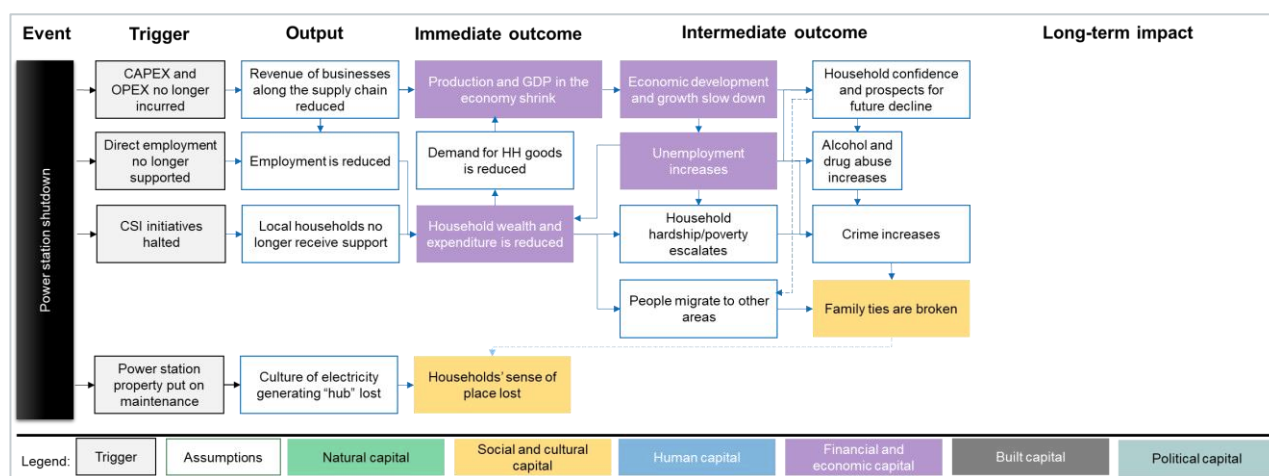 Event
Trigger
Output
Immediate outcome
Intermediate outcome
Long-term impact
Power station shutdown
CAPEX and
OPEX no longer
incurred
Revenue of businesses
along the supply chain
reduced
Production and GDP in the
economy shrink
Economic development
and growth slow down
Household confidence
and prospects for
future decline
Direct employment
no longer
supported
Employment is reduced
Demand for HH goods
is reduced
Unemployment
increases
Alcohol and
drug abuse
increases
CSI initiatives
halted
Local households no
longer receive support
Household wealth and
expenditure is reduced
Household
hardship/poverty
escalates
Crime increases
People migrate to other
areas
Family ties are broken
Power station
property put on
maintenance
Culture of electricity
generating “hub” lost
Households’ sense of
place lost
Legend:
Trigger
Assumptions
Natural capital
Social and cultural
capital
Human capital
Financial and
economic capital
Built capital
Political capital